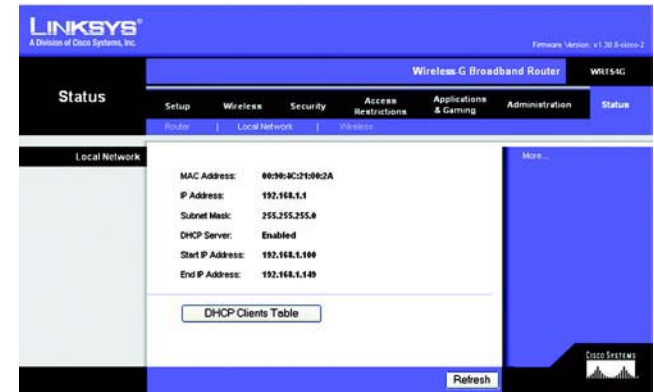 LINKSYS®
A Division of Cisco Systems, Inc.
Firmware Version: v1.30.8-cisco-2
Wireless-G Broadband Router WRT54G
Status
Setup Wireless Security Access Restrictions Applications & Gaming Administration Status
Router | Local Network | Wireless
Local Network
More...
MAC Address: 00:90:4C:21:00:2A
IP Address: 192.168.1.1
Subnet Mask: 255.255.255.0
DHCP Server: Enabled
Start IP Address: 192.168.1.100
End IP Address: 192.168.1.149
DHCP Clients Table
Refresh
CISCO SYSTEMS